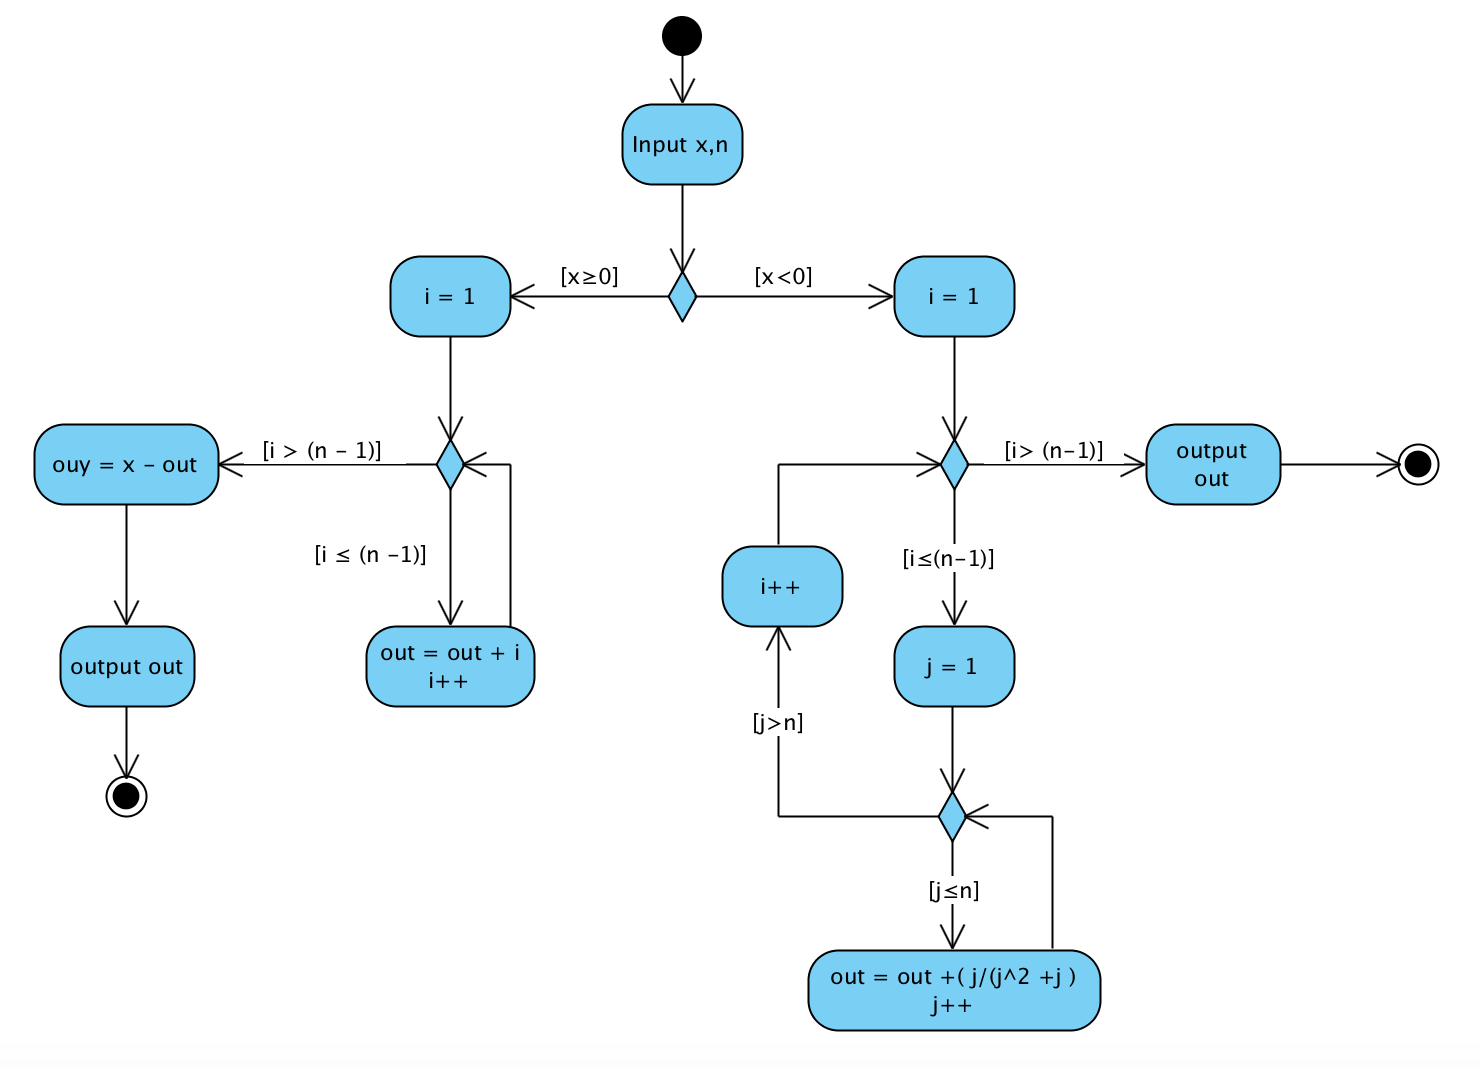 Input x,n
[x≥0]
[x<0]
i = 1
i = 1
ouy = x - out
[i > (n - 1)]
[i> (n-1)]
output
out
[i ≤ (n -1)]
[i≤(n-1)]
i++
output out
out = out + i
i++
j = 1
[j>n]
[j≤n]
out = out +( j/(j^2 +j )
j++